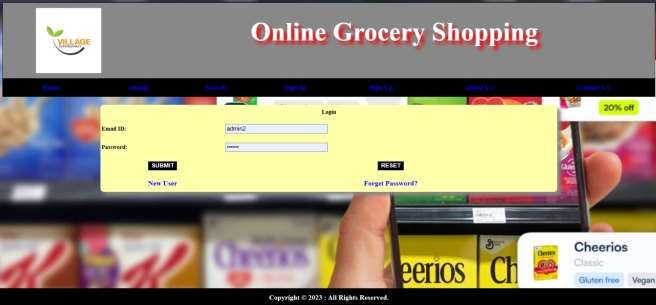 VILLAGE
Online Grocery Shopping
Home Admin Search Sign In Sign Up About Us Contact Us
20% off
Login
Email ID: admin2
Password: ••••••
SUBMIT RESET
New User Forget Password?
Cheerios
Classic
Gluten free Vegan
Cheerios
eerios
Copyright © 2023 : All Rights Reserved.